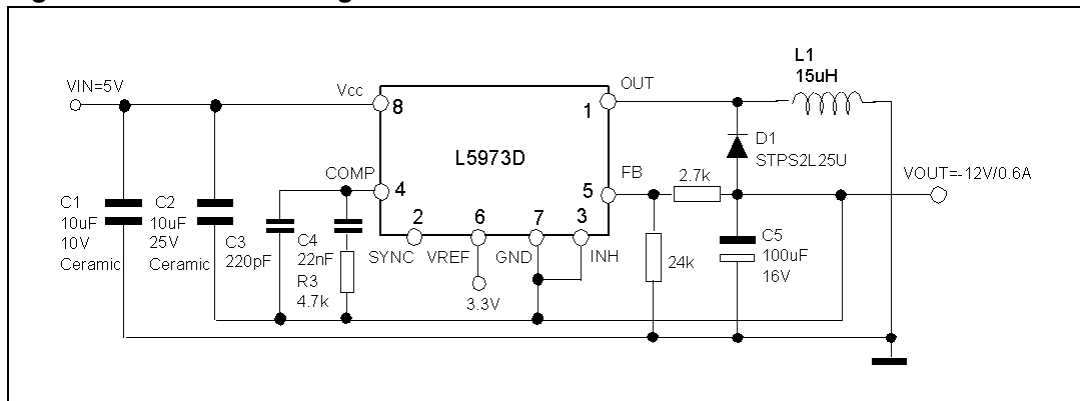 VIN=5V
Vcc
8
OUT
1
L1
15uH
L5973D
D1
STPS2L25U
COMP
4
FB
5
2.7k
VOUT=-12V/0.6A
C1
10uF
10V
Ceramic
C2
10uF
25V
Ceramic
C3
220pF
C4
22nF
R3
4.7k
2
SYNC
6
VREF
3.3V
7
GND
3
INH
24k
C5
100uF
16V